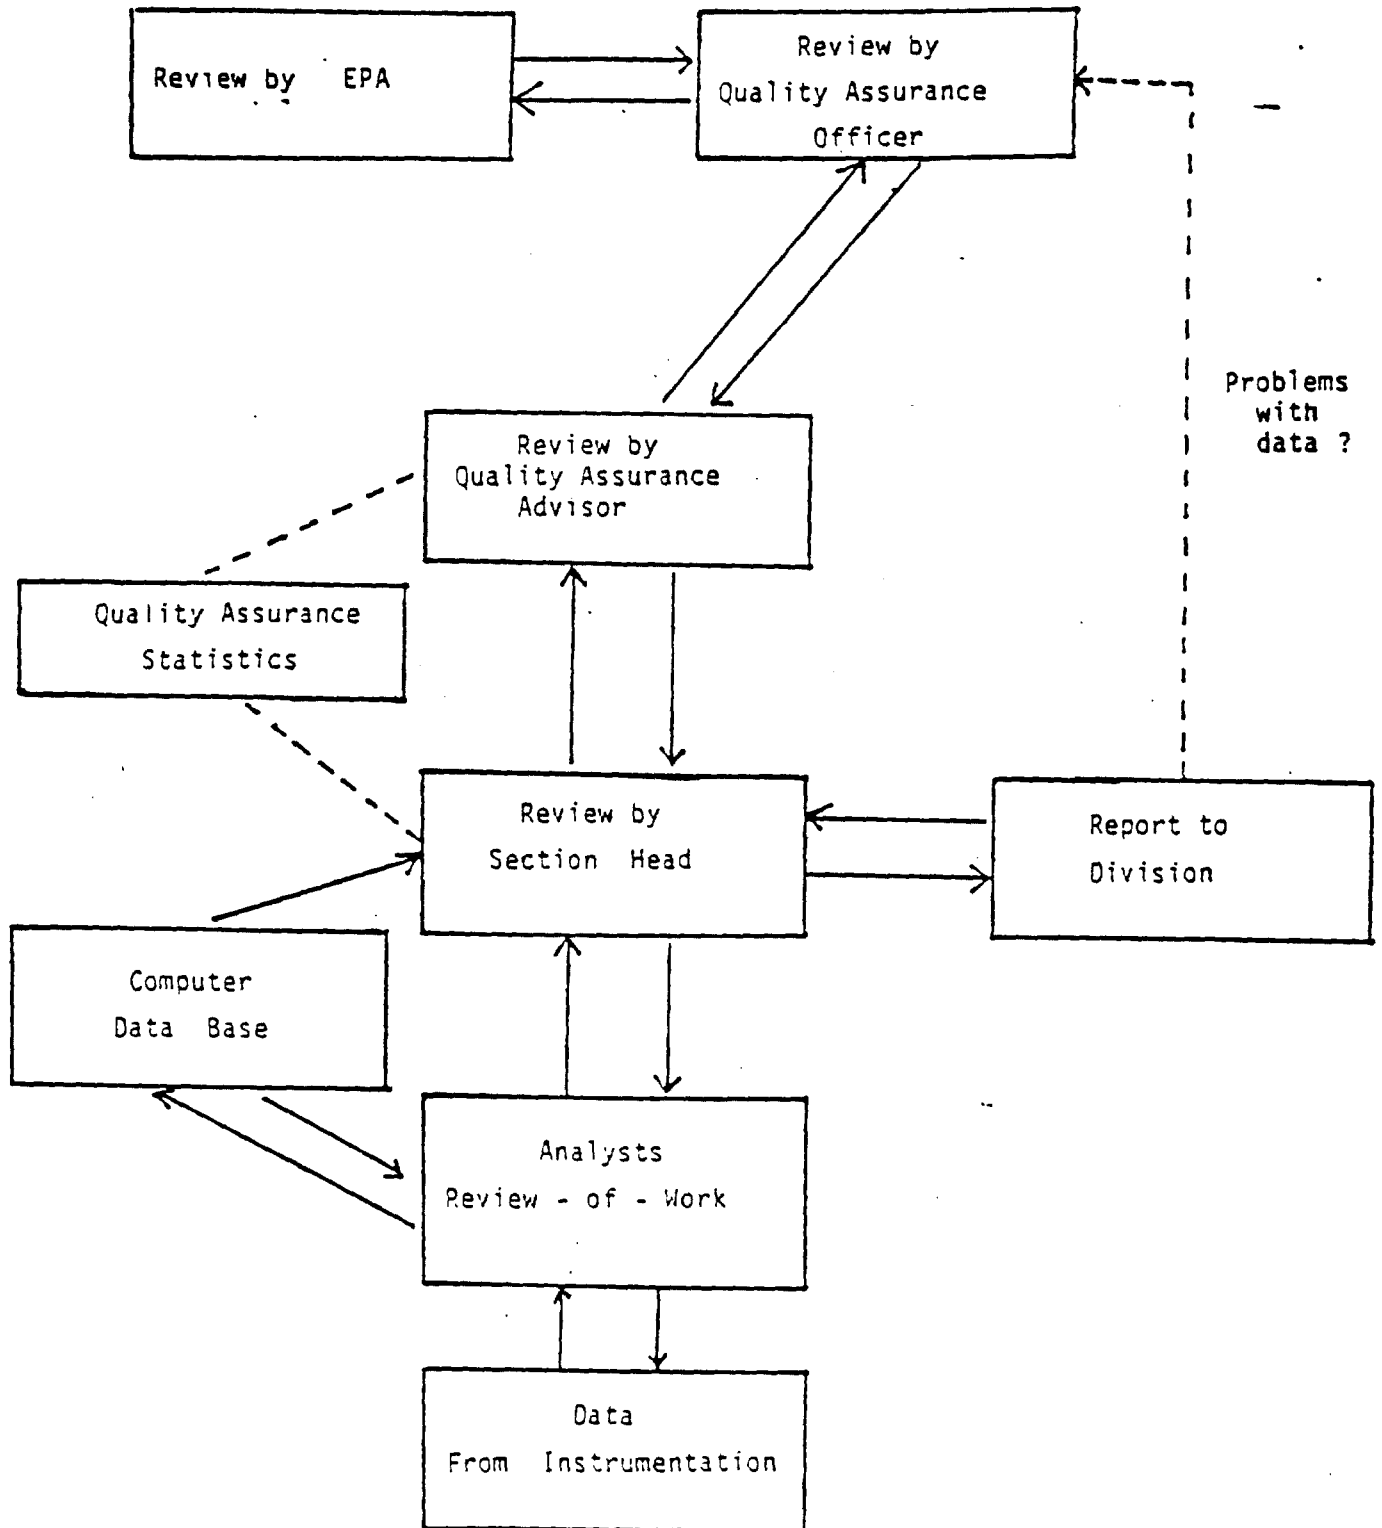 Review by EPA
Review by
Quality Assurance
Officer
Problems
with
data ?
Review by
Quality Assurance
Advisor
Quality Assurance
Statistics
Review by
Section Head
Report to
Division
Computer
Data Base
Analysts
Review - of - Work
Data
From Instrumentation